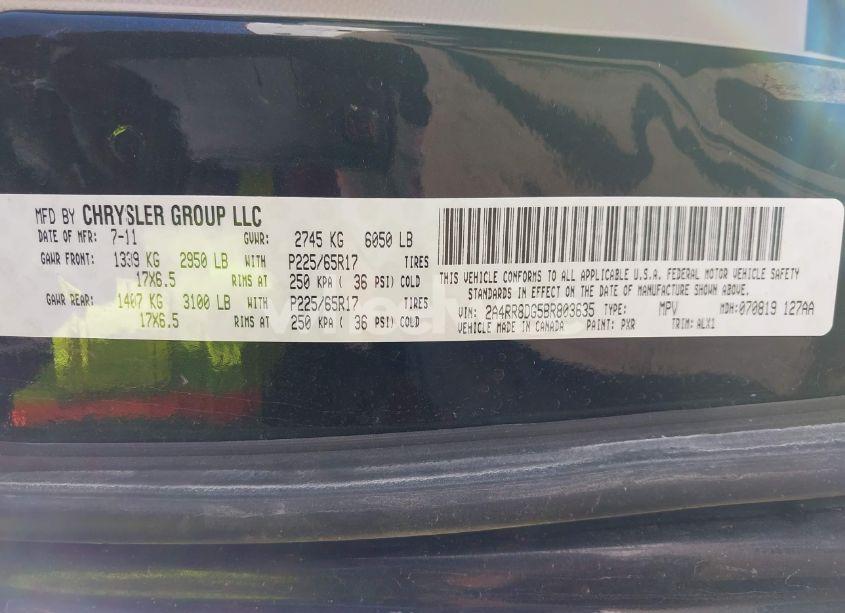 MFD BY CHRYSLER GROUP LLC
DATE OF MFR: 7-11 GVWR: 2745 KG 6050 LB
GAWR FRONT: 1339 KG 2950 LB WITH P225/65R17 TIRES
17X6.5 RIMS AT 250 KPA ( 36 PSI) COLD
GAWR REAR: 1407 KG 3100 LB WITH P225/65R17 TIRES
17X6.5 RIMS AT 250 KPA ( 36 PSI) COLD
THIS VEHICLE CONFORMS TO ALL APPLICABLE U.S.A. FEDERAL MOTOR VEHICLE SAFETY
STANDARDS IN EFFECT ON THE DATE OF MANUFACTURE SHOWN ABOVE.
VIN: 2A4RR8DG5BR803635 TYPE: MPV MDH:070819 127AA
VEHICLE MADE IN CANADA PAINT: PXR TRIM: ALX1